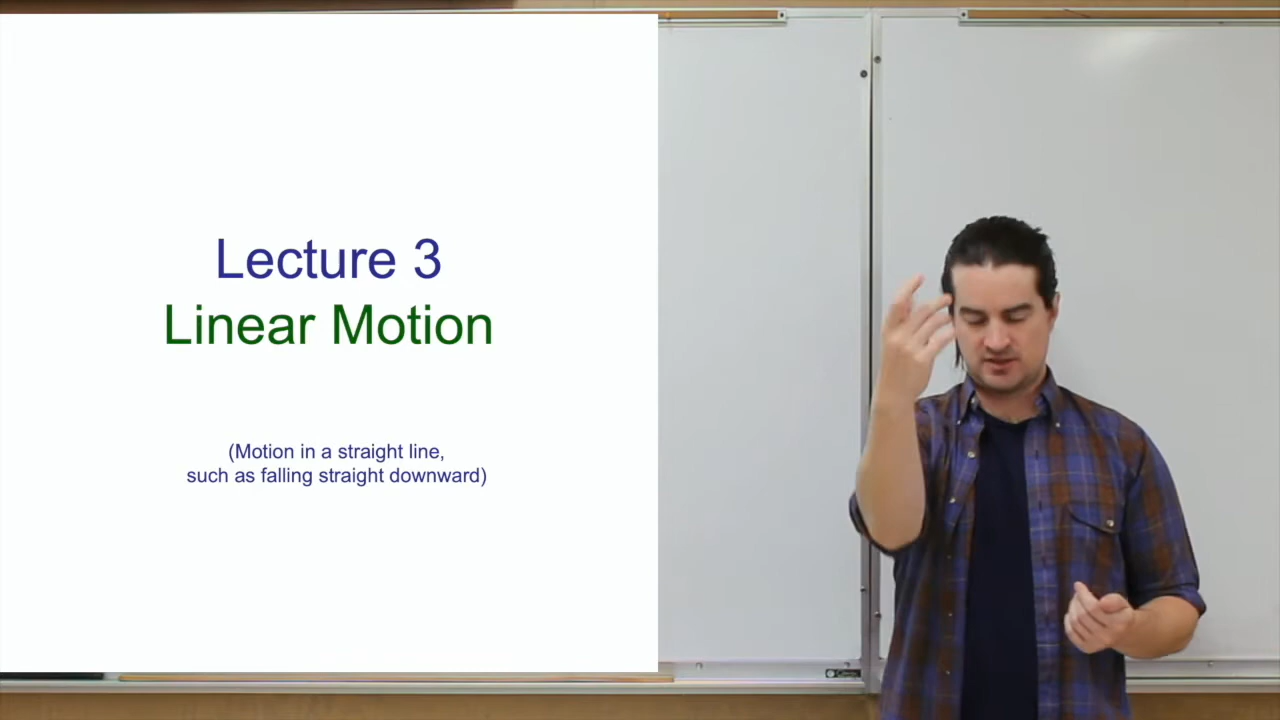 Lecture 3
Linear Motion
(Motion in a straight line,
such as falling straight downward)